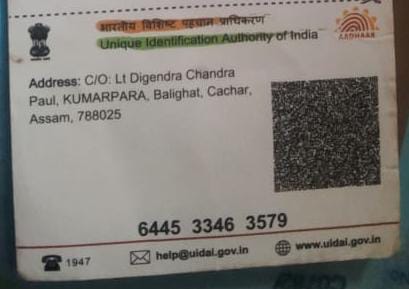 भारतीय विशिष्ट पहचान प्राधिकरण
Unique Identification Authority of India
AADHAAR
Address: C/O: Lt Digendra Chandra
Paul, KUMARPARA, Balighat, Cachar,
Assam, 788025
6445 3346 3579
1947
help@uidai.gov.in
www.uidai.gov.in